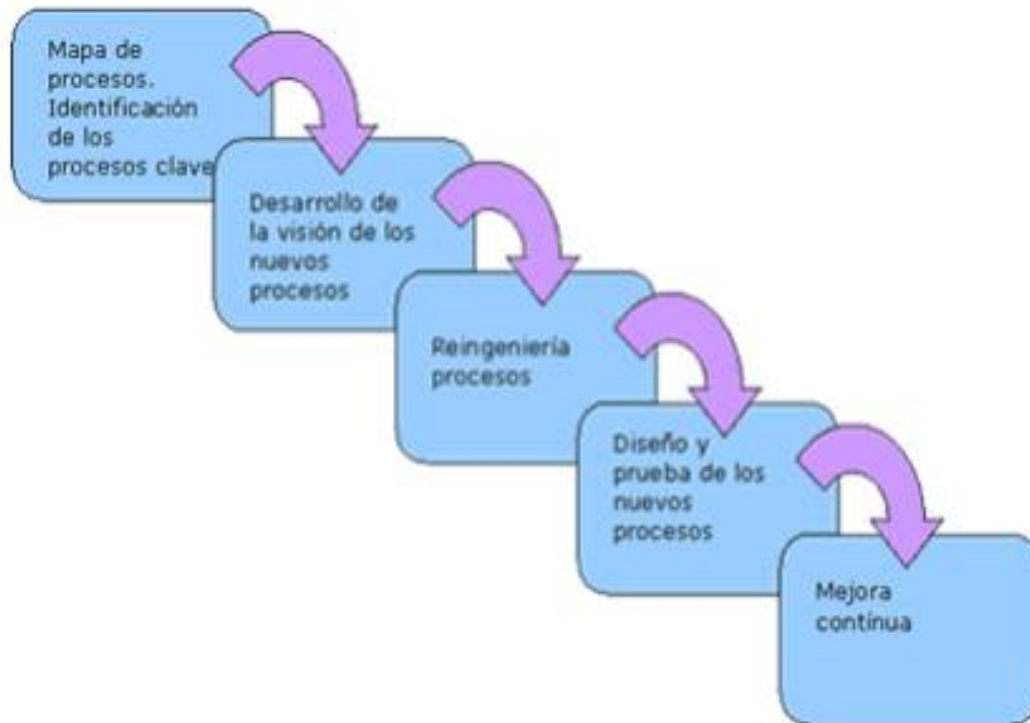 Mapa de
procesos.
Identificación
de los
procesos clave
Desarrollo de
la visión de los
nuevos
procesos
Reingeniería
procesos
Diseño y
prueba de los
nuevos
procesos
Mejora
contínua